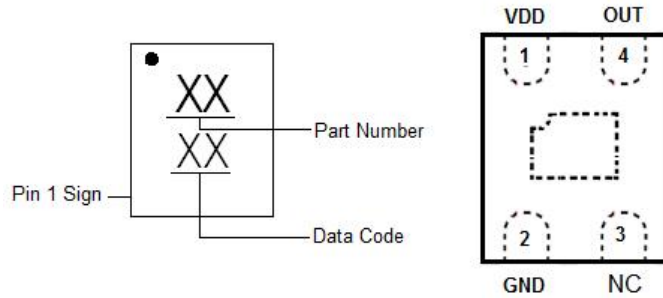 XX
XX
Part Number
Pin 1 Sign
Data Code
VDD OUT
1 4
2 3
GND NC